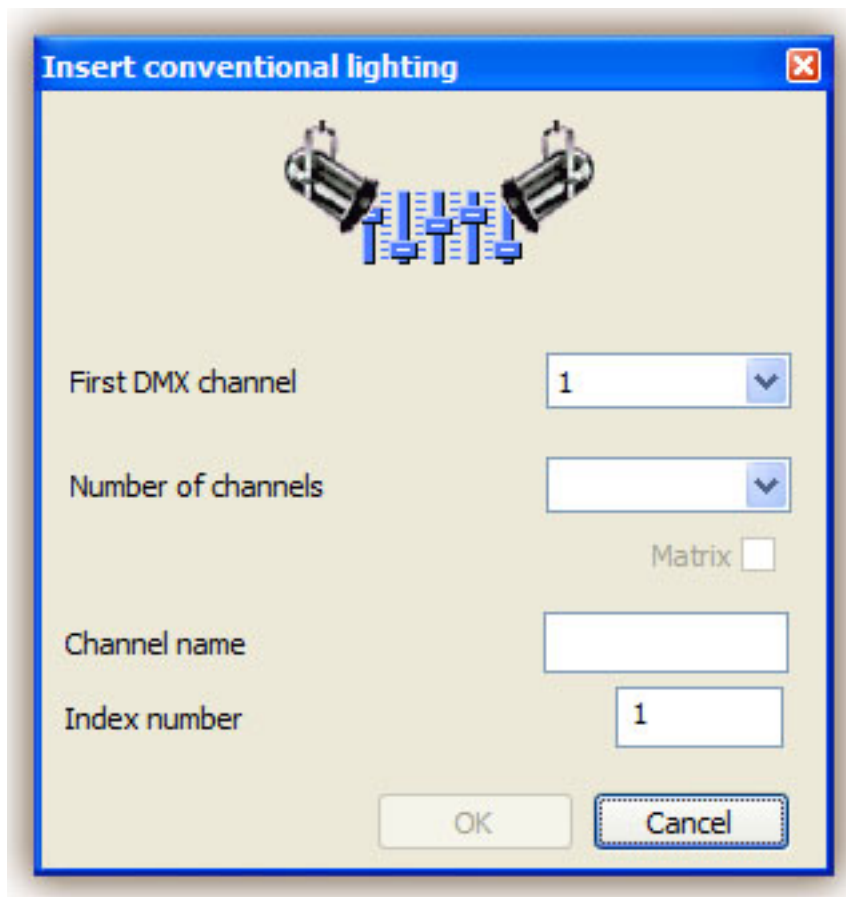 Insert conventional lighting
First DMX channel 1
Number of channels
Matrix
Channel name
Index number 1
OK Cancel